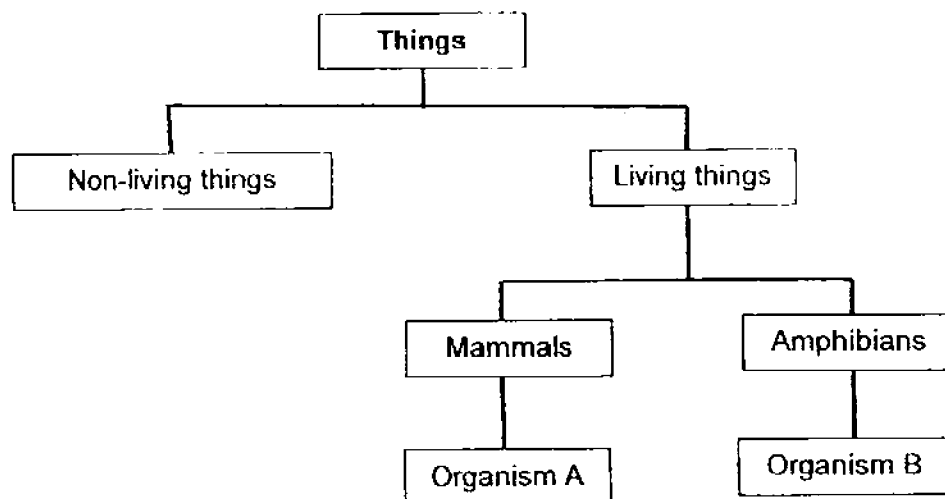 Things
Non-living things
Living things
Mammals
Amphibians
Organism A
Organism B